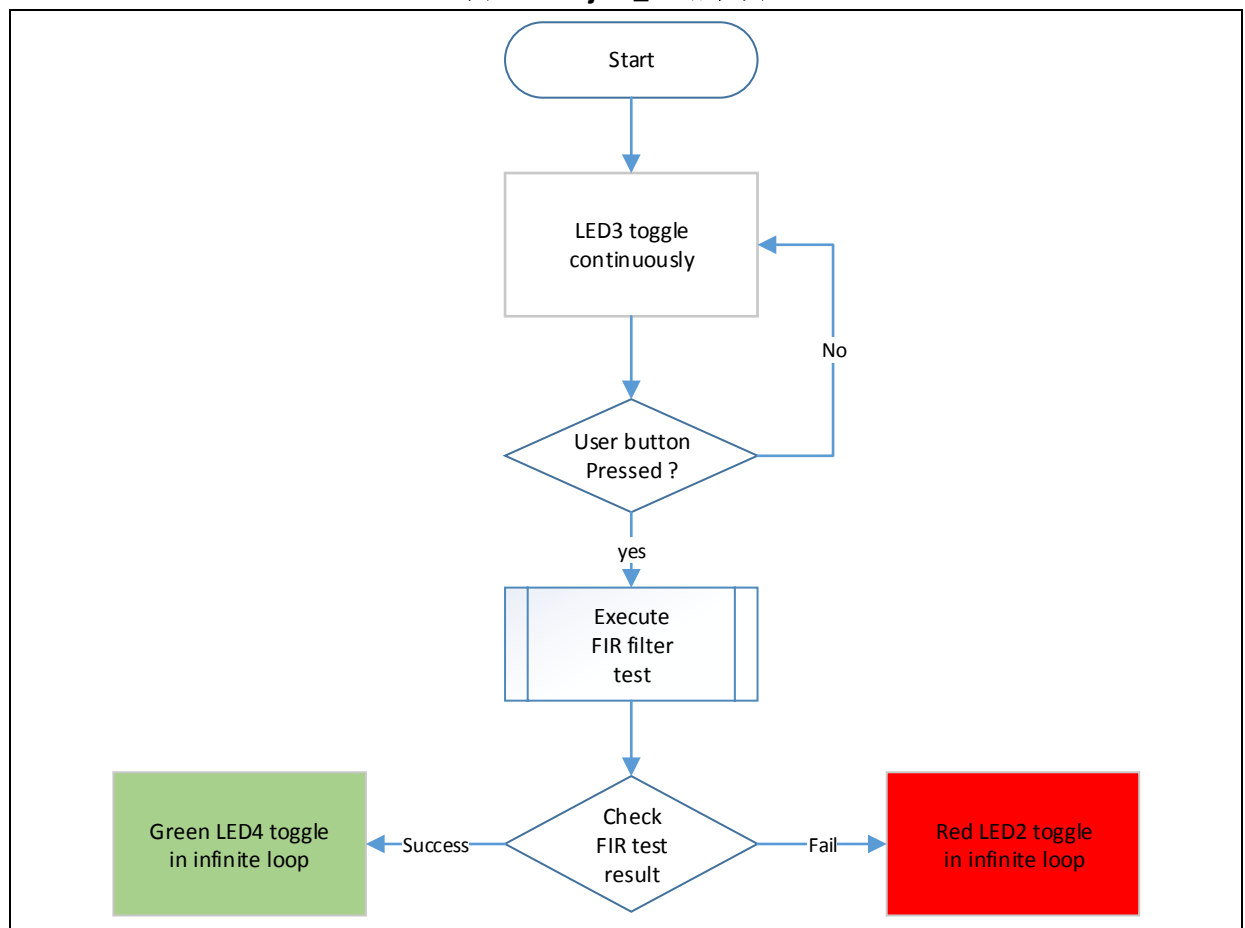 Start
LED3 toggle
continuously
No
User button
Pressed ?
yes
Execute
FIR filter
test
Check
FIR test
result
Success
Fail
Green LED4 toggle
in infinite loop
Red LED2 toggle
in infinite loop